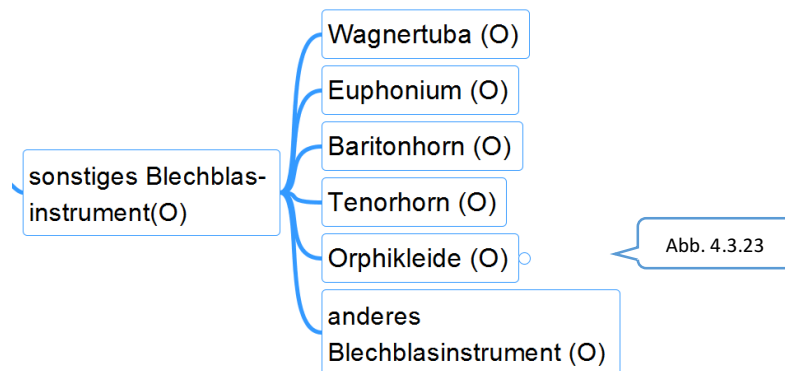 Wagnertuba (O)
Euphonium (O)
Baritonhorn (O)
sonstiges Blechblas-
instrument(O)
Tenorhorn (O)
Orphikleide (O)
Abb. 4.3.23
anderes
Blechblasinstrument (O)